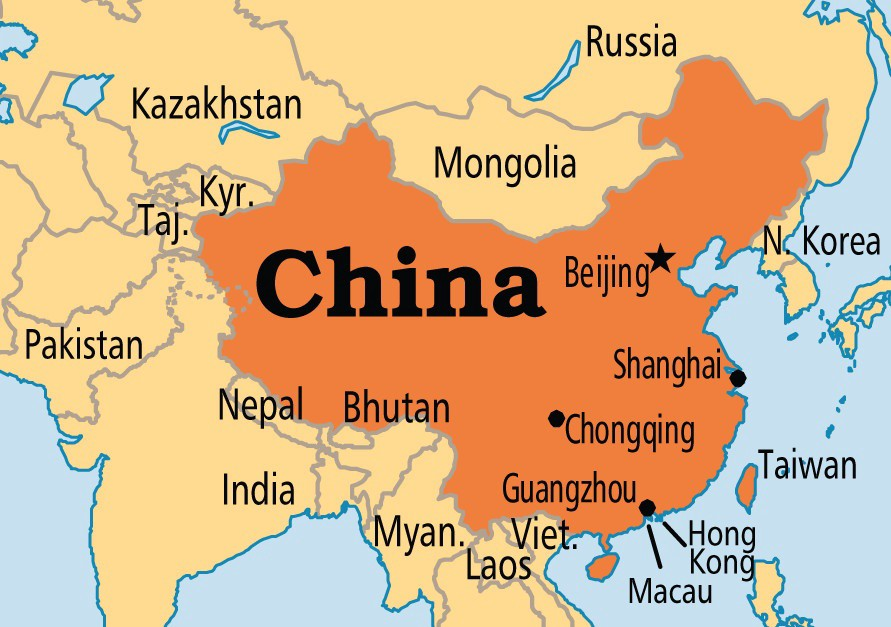 Russia
Kazakhstan
Mongolia
Kyr.
Taj.
N. Korea
China
Beijing
Pakistan
Shanghai
Nepal
Bhutan
Chongqing
Taiwan
India
Guangzhou
Myan.
Viet.
Hong
Kong
Laos
Macau